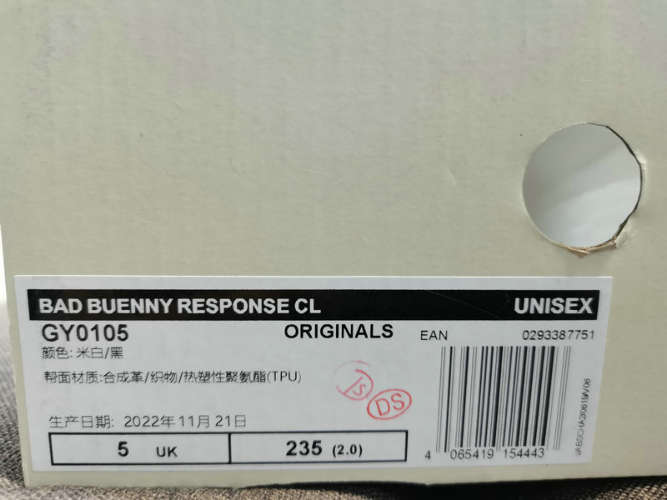 BAD BUENNY RESPONSE CL UNISEX
GY0105 ORIGINALS EAN 0293387751
颜色: 米白/黑
帮面材质:合成革/织物/热塑性聚氨酯(TPU)
JS
DS
生产日期: 2022年11月21日
5 UK 235 (2.0)
4 065419 154443